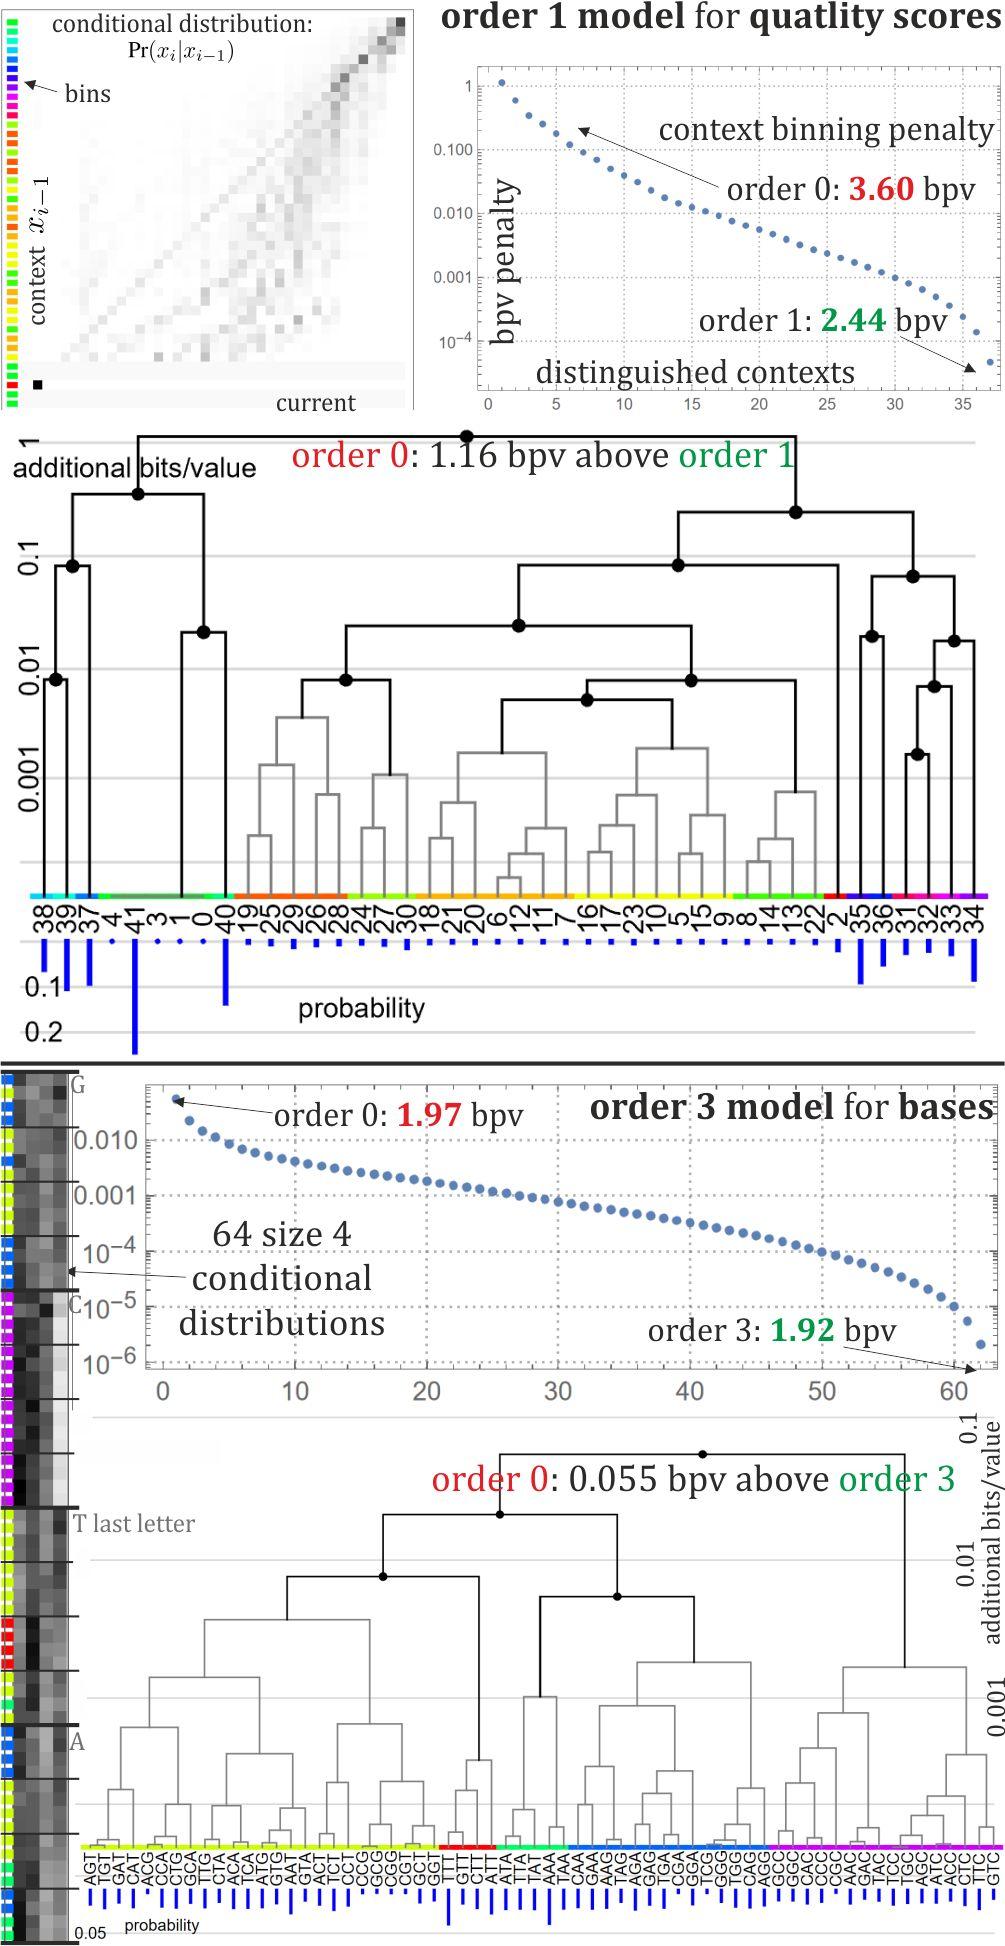 conditional distribution:
Pr(x_i|x_{i−1})
bins
context x_{i−1}
current
order 1 model for quatlity scores
1
0.100
0.010
0.001
10⁻⁴
bpv penalty
context binning penalty
order 0: 3.60 bpv
order 1: 2.44 bpv
distinguished contexts
0 5 10 15 20 25 30 35
order 0: 1.16 bpv above order 1
additional bits/value
1
0.1
0.01
0.001
38 39 37 4 41 3 1 0 40 19 25 29 26 28 24 27 30 18 21 20 6 12 11 7 16 17 23 10 5 15 9 8 14 13 22 2 35 36 31 32 33 34
0.1
0.2
probability
G
C
T last letter
A
order 3 model for bases
order 0: 1.97 bpv
0.010
0.001
10⁻⁴
10⁻⁵
10⁻⁶
64 size 4
conditional
distributions
order 3: 1.92 bpv
0 10 20 30 40 50 60
order 0: 0.055 bpv above order 3
0.1
0.01
0.001
additional bits/value
AGT TGT GAT CAT ACG CCA CTG GCA TTG CTA ACA TCA ATG GTG AAT GTA ACT TCT CCT CCG GCG CGG CGT GCT GGT TTT GTT CTT ATT ATA TTA TAT AAA TAA CAA GAA AAG TAG AGA GAG TGA CGA TCG GGG TGG CAG AGG GCC CGC CAC CCC GAC TAC TCC TGC AGC ATC ACC CTC TTC GTC
0.05
probability